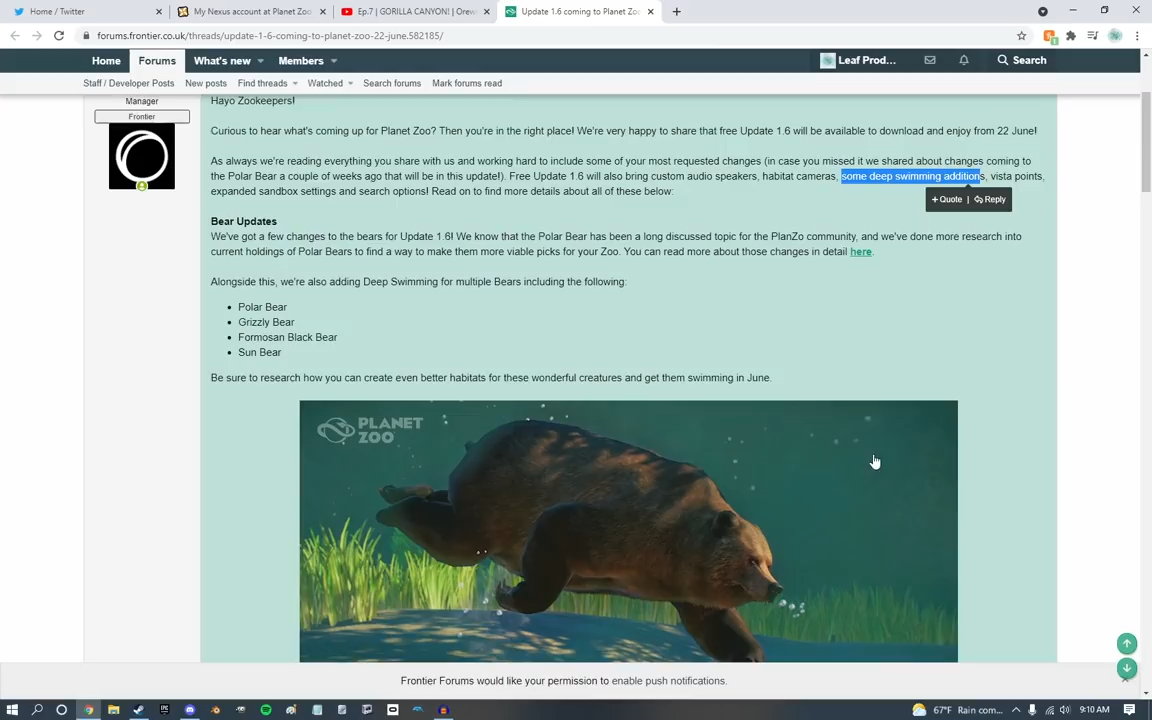 Home / Twitter
My Nexus account at Planet Zoo
Ep.7 | GORILLA CANYON! | Orew
Update 1.6 coming to Planet Zoo
forums.frontier.co.uk/threads/update-1-6-coming-to-planet-zoo-22-june.582185/
Home Forums What's new Members Leaf Prod... Search
Staff / Developer Posts New posts Find threads Watched Search forums Mark forums read
Manager
Frontier
Hayo Zookeepers!
Curious to hear what's coming up for Planet Zoo? Then you're in the right place! We're very happy to share that free Update 1.6 will be available to download and enjoy from 22 June!
As always we're reading everything you share with us and working hard to include some of your most requested changes (in case you missed it we shared about changes coming to
the Polar Bear a couple of weeks ago that will be in this update!). Free Update 1.6 will also bring custom audio speakers, habitat cameras, some deep swimming additions, vista points,
expanded sandbox settings and search options! Read on to find more details about all of these below:
+ Quote | Reply
Bear Updates
We've got a few changes to the bears for Update 1.6! We know that the Polar Bear has been a long discussed topic for the PlanZo community, and we've done more research into
current holdings of Polar Bears to find a way to make them more viable picks for your Zoo. You can read more about those changes in detail here.
Alongside this, we're also adding Deep Swimming for multiple Bears including the following:
• Polar Bear
• Grizzly Bear
• Formosan Black Bear
• Sun Bear
Be sure to research how you can create even better habitats for these wonderful creatures and get them swimming in June.
PLANET
ZOO
Frontier Forums would like your permission to enable push notifications.
67°F Rain com... 9:10 AM